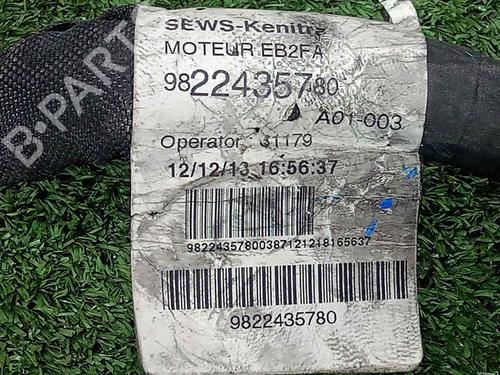 SEWS-Kenitra
MOTEUR EB2FA
9822435780
A01-003
Operator 31179
12/12/13 16:56:37
98224357800387121218165637
9822435780
B-PARTS